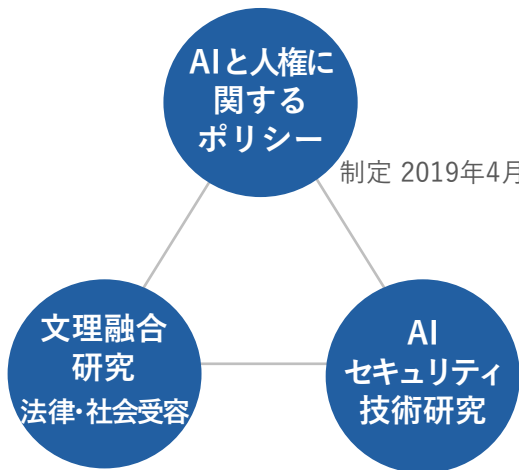 AIと人権に
関する
ポリシー
制定 2019年4月
文理融合
研究
法律・社会受容
AI
セキュリティ
技術研究